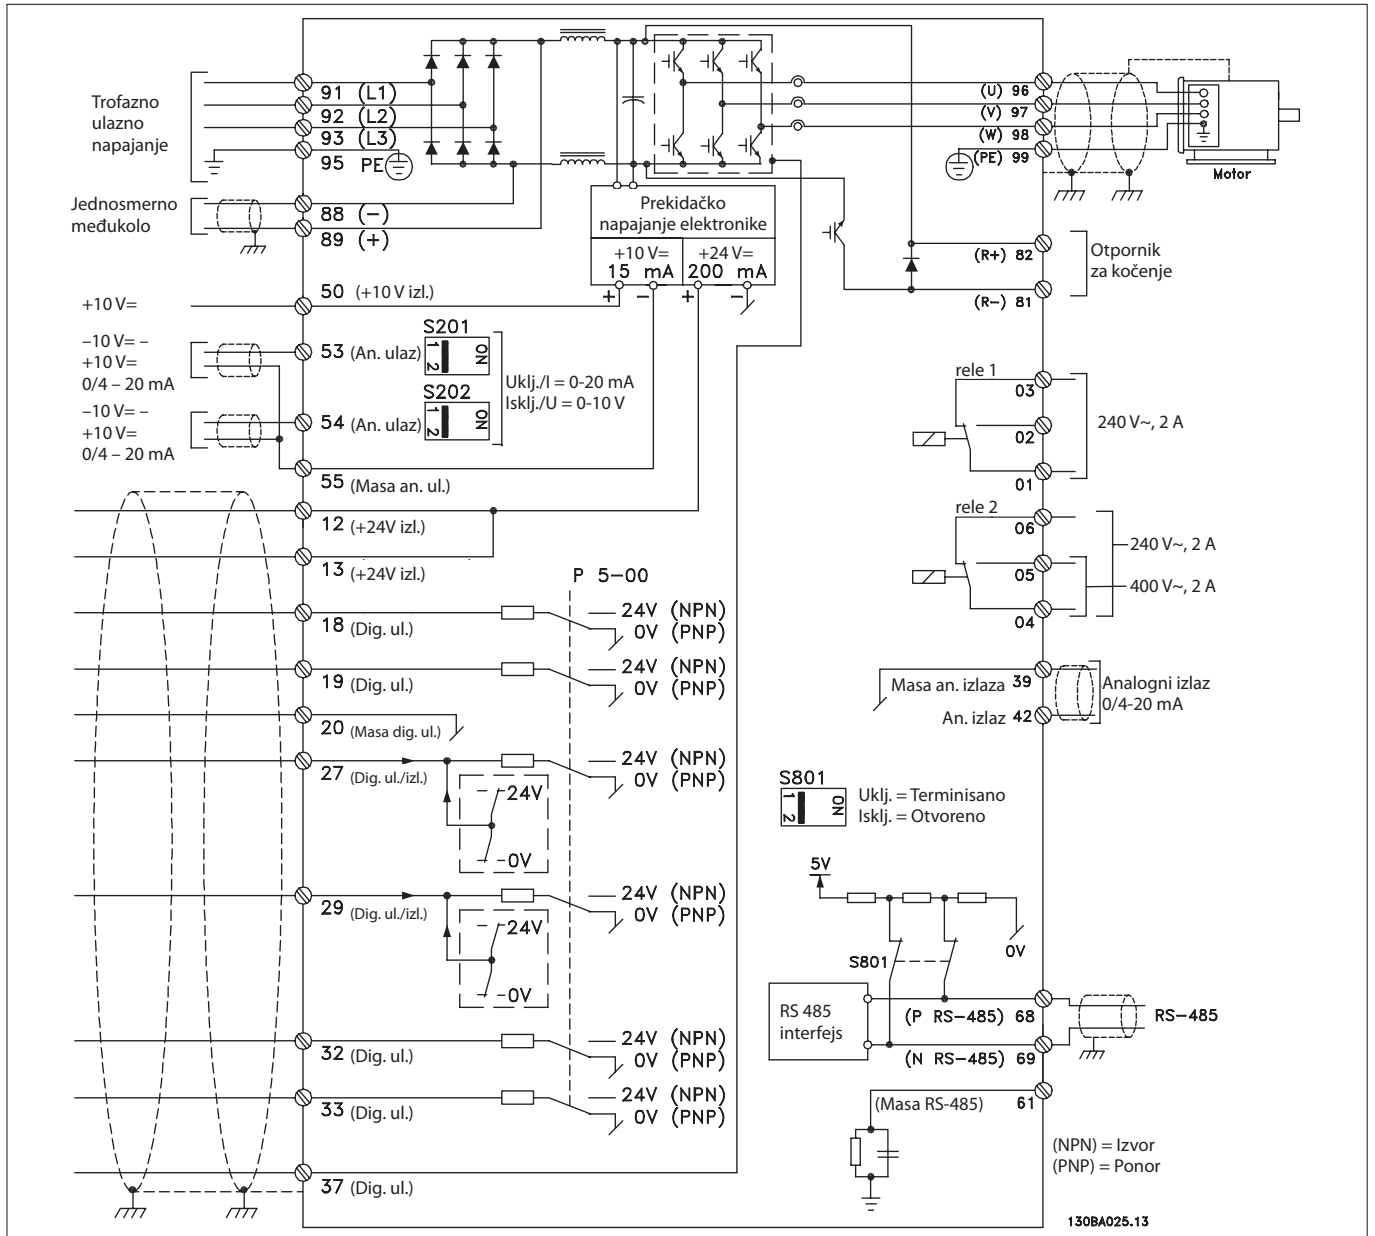 Trofazno
ulazno
napajanje
91 (L1)
92 (L2)
93 (L3)
95 PE
Jednosmerno
međukolo
88 (−)
89 (+)
+10 V=
50 (+10 V izl.)
−10 V= −
+10 V=
0/4 – 20 mA
53 (An. ulaz)
S201
1 2
ON
−10 V= −
+10 V=
0/4 – 20 mA
54 (An. ulaz)
S202
1 2
ON
Uklj./I = 0-20 mA
Isklj./U = 0-10 V
55 (Masa an. ul.)
12 (+24V izl.)
13 (+24V izl.)
P 5-00
18 (Dig. ul.)
24V (NPN)
0V (PNP)
19 (Dig. ul.)
24V (NPN)
0V (PNP)
20 (Masa dig. ul.)
27 (Dig. ul./izl.)
24V (NPN)
0V (PNP)
24V
0V
29 (Dig. ul./izl.)
24V (NPN)
0V (PNP)
24V
0V
32 (Dig. ul.)
24V (NPN)
0V (PNP)
33 (Dig. ul.)
24V (NPN)
0V (PNP)
37 (Dig. ul.)
Prekidačko
napajanje elektronike
+10 V=
15 mA
+ −
+24 V=
200 mA
+ −
(U) 96
(V) 97
(W) 98
(PE) 99
Motor
(R+) 82
(R−) 81
Otpornik
za kočenje
rele 1
03
02
01
240 V~, 2 A
rele 2
06
05
04
240 V~, 2 A
400 V~, 2 A
Masa an. izlaza 39
An. izlaz 42
Analogni izlaz
0/4-20 mA
S801
1 2
ON
Uklj. = Terminisano
Isklj. = Otvoreno
5V
S801
0V
RS 485
interfejs
(P RS-485) 68
(N RS-485) 69
RS-485
(Masa RS-485) 61
(NPN) = Izvor
(PNP) = Ponor
130BA025.13